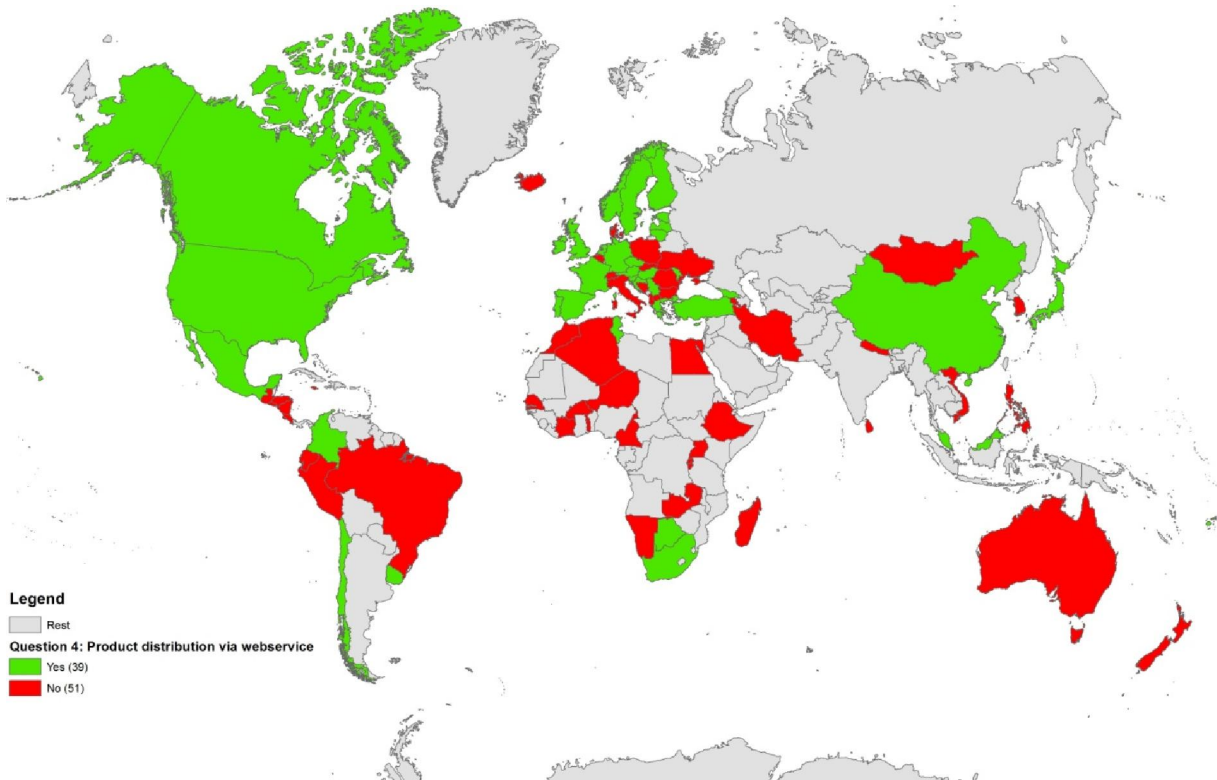 Legend
Rest
Question 4: Product distribution via webservice
Yes (39)
No (51)